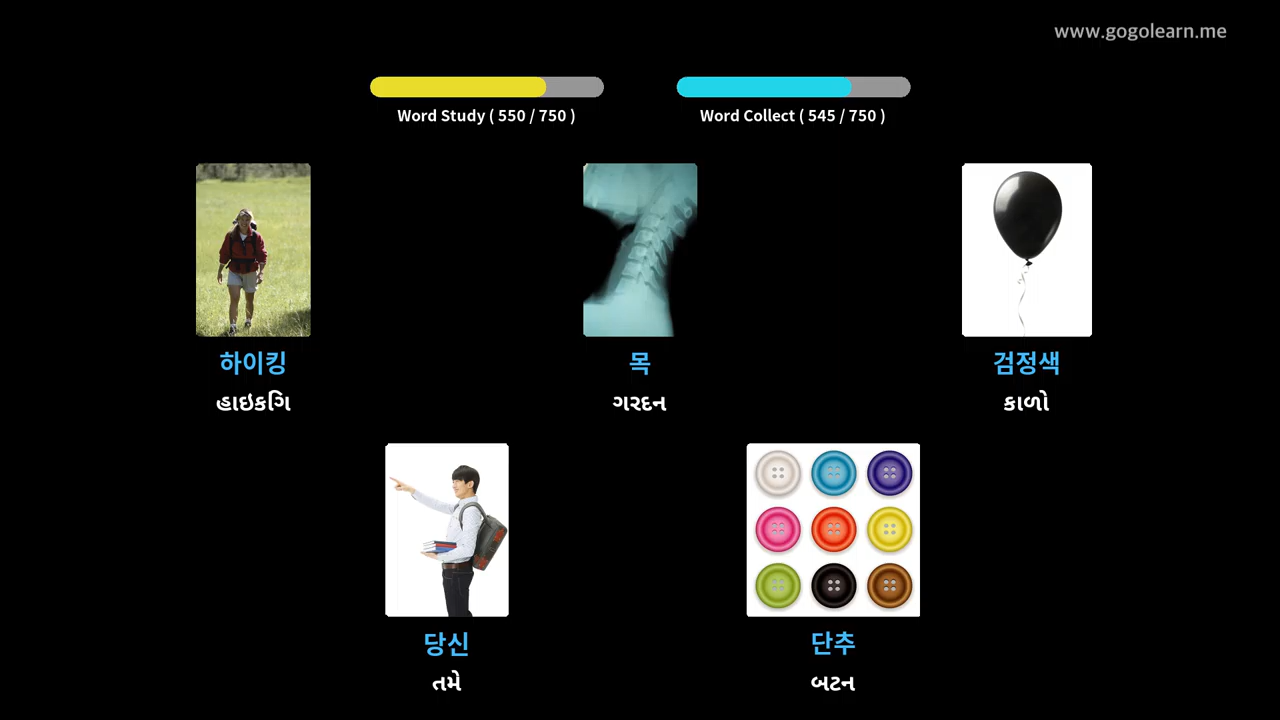 www.gogolearn.me
Word Study ( 550 / 750 )
Word Collect ( 545 / 750 )
하이킹
હાઇકગિ
목
ગરદન
검정색
કાળો
당신
તમે
단추
બટન